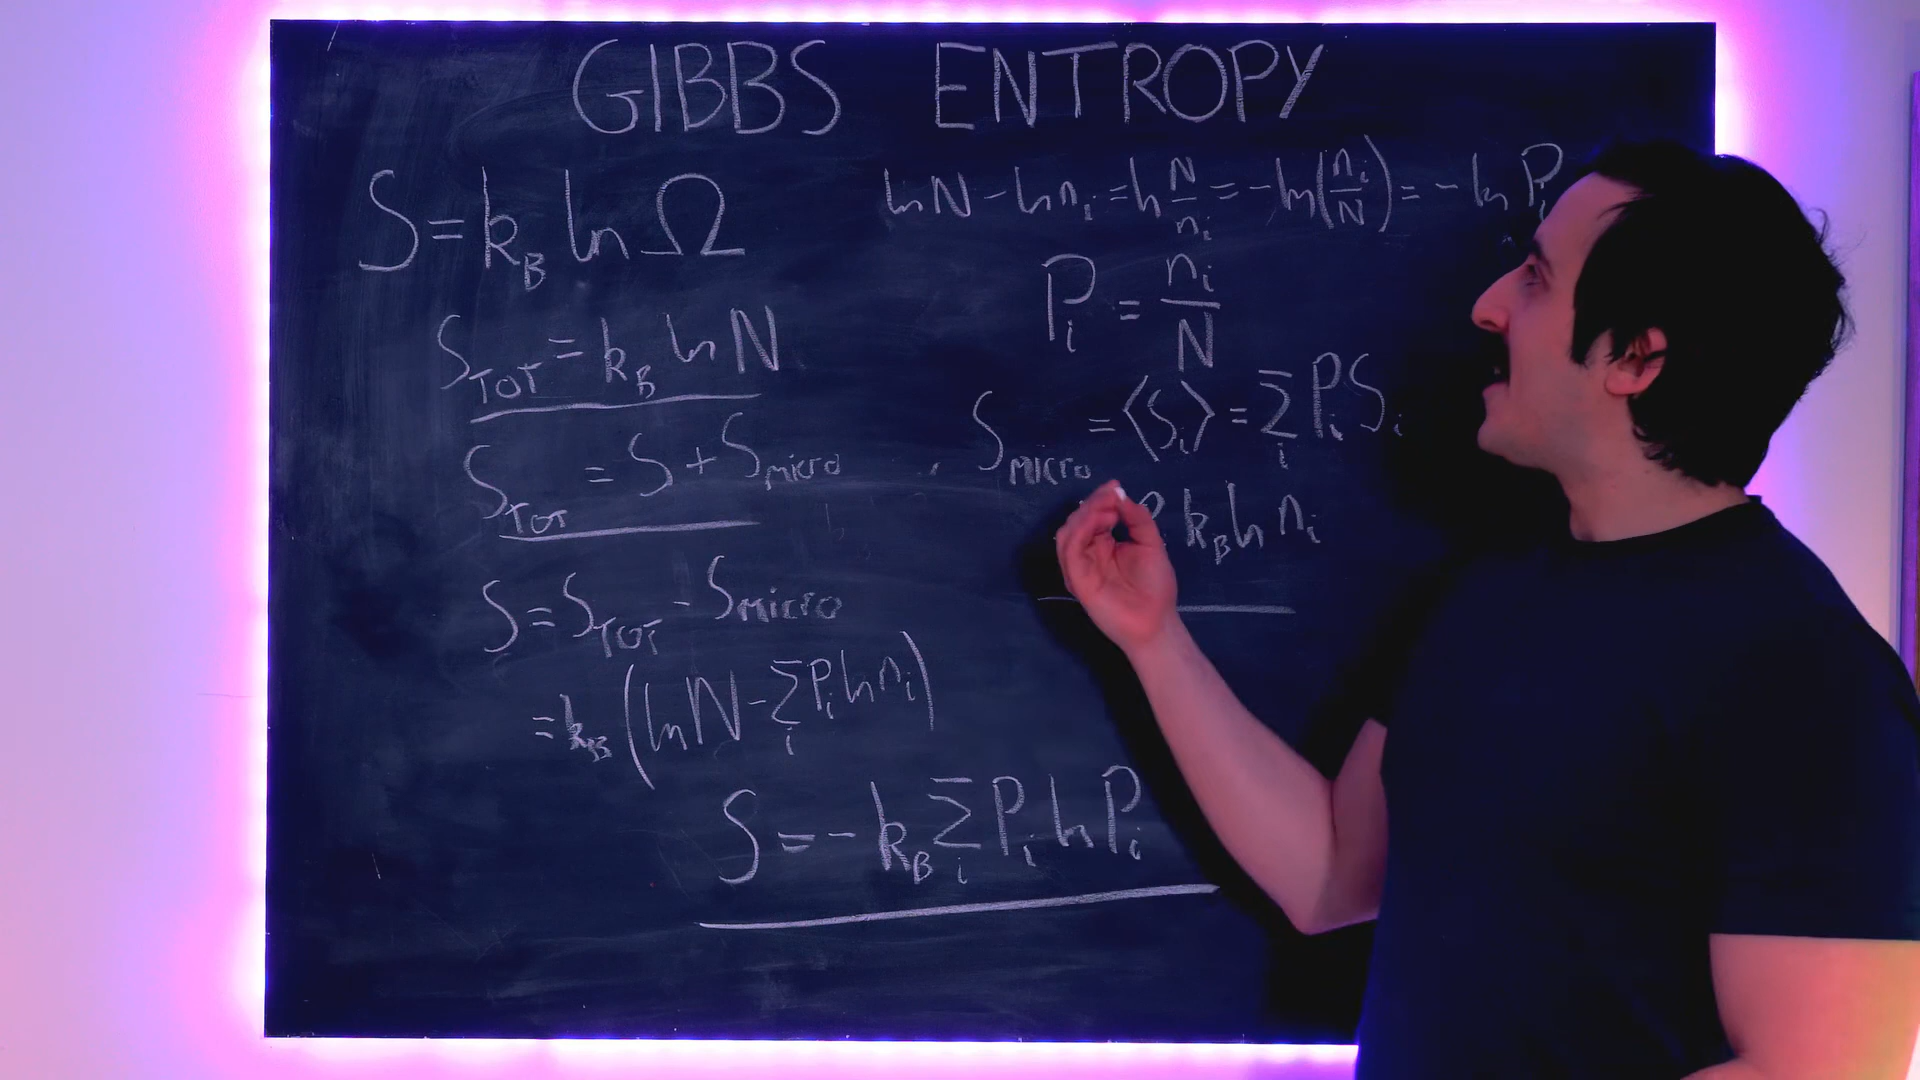 GIBBS ENTROPY
S = k_B ln Ω
S_TOT = k_B ln N
S_TOT = S + S_MICRO
S = S_TOT - S_MICRO
= k_B (ln N - Σ_i P_i ln n_i)
S = - k_B Σ_i P_i ln P_i
ln N - ln n_i = ln N/n_i = - ln (n_i/N) = - ln P_i
P_i = n_i/N
S_MICRO = ⟨S_i⟩ = Σ_i P_i S_i
k_B ln n_i